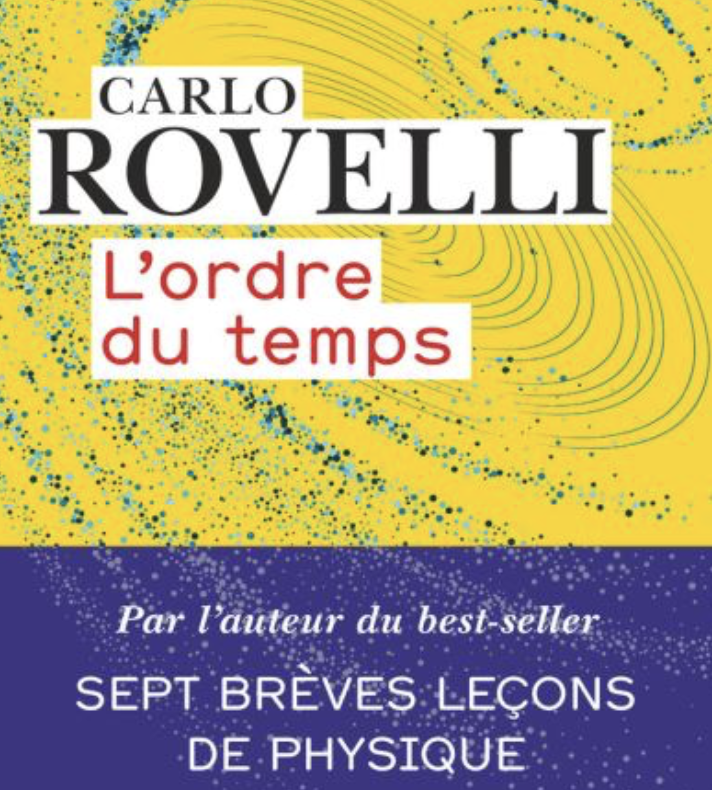 CARLO
ROVELLI
L’ordre
du temps
Par l’auteur du best-seller
SEPT BRÈVES LEÇONS
DE PHYSIQUE